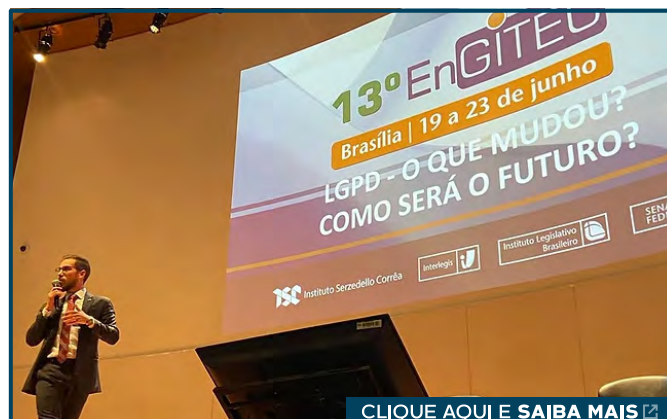 13º EnGITEC
Brasília | 19 a 23 de junho
LGPD - O QUE MUDOU?
COMO SERÁ O FUTURO?
ISC Instituto Serzedello Corrêa
Interlegis
Instituto Legislativo
Brasileiro
CLIQUE AQUI E SAIBA MAIS